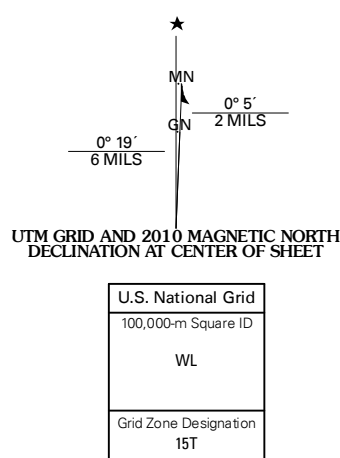 MN
0° 5´
2 MILS
GN
0° 19´
6 MILS
UTM GRID AND 2010 MAGNETIC NORTH
DECLINATION AT CENTER OF SHEET
U.S. National Grid
100,000-m Square ID
WL
Grid Zone Designation
15T